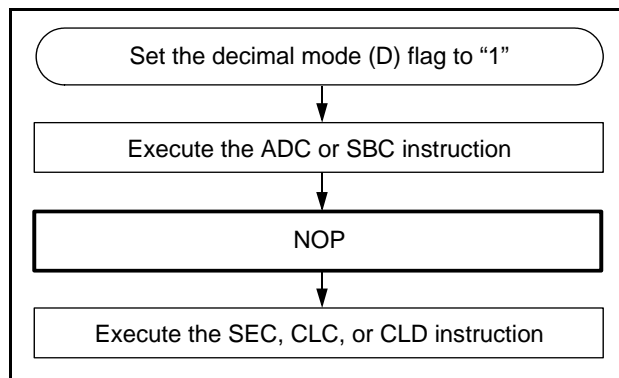 Set the decimal mode (D) flag to “1”
Execute the ADC or SBC instruction
NOP
Execute the SEC, CLC, or CLD instruction